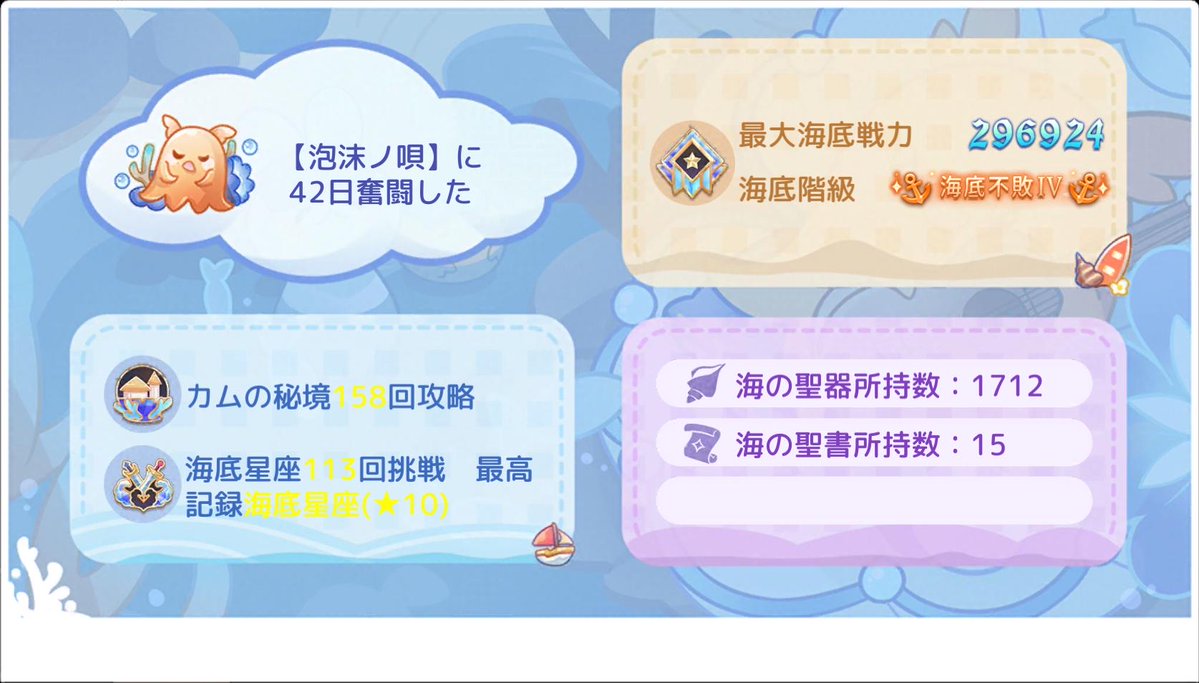 【泡沫ノ唄】に
42日奮闘した
最大海底戦力 296924
海底階級 海底不敗IV
カムの秘境158回攻略
海底星座113回挑戦　最高
記録海底星座(★10)
海の聖器所持数：1712
海の聖書所持数：15